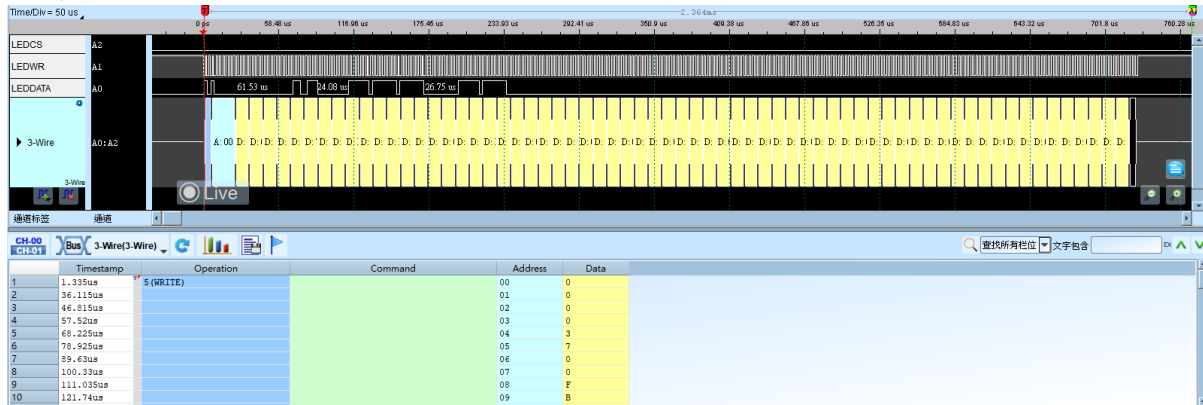 Time/Div = 50 us
2.364ms
0 ps 58.48 us 116.96 us 175.46 us 233.93 us 292.41 us 350.9 us 409.38 us 467.86 us 526.35 us 584.83 us 643.32 us 701.8 us 760.28 us
LEDCS A2
LEDWR A1
LEDDATA A0 61.53 us 24.08 us 26.75 us
3-Wire A0:A2 A: 00
3-Wire
Live
通道标签 通道
CH-00
CH-01 Bus 3-Wire(3-Wire) 查找所有栏位 文字包含 EX
Timestamp Operation Command Address Data
1 1.335us 5(WRITE) 00 0
2 36.115us 01 0
3 46.815us 02 0
4 57.52us 03 0
5 68.225us 04 3
6 78.925us 05 7
7 89.63us 06 0
8 100.33us 07 0
9 111.035us 08 F
10 121.74us 09 B